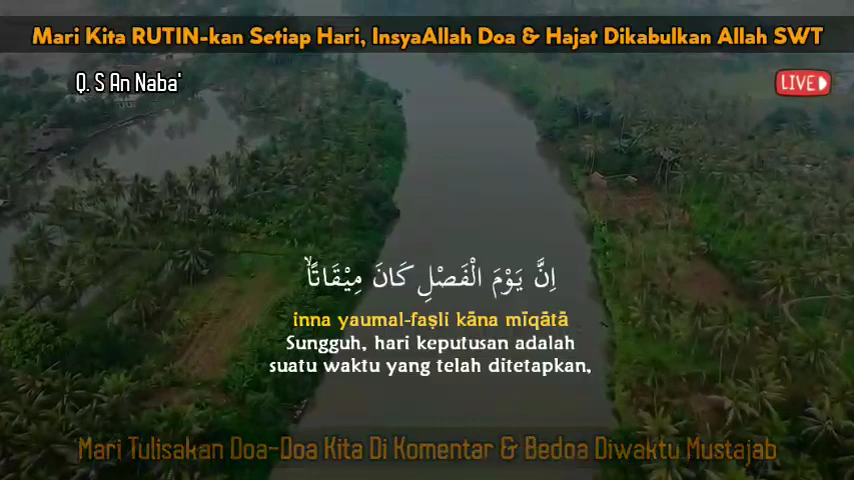 Mari Kita RUTIN-kan Setiap Hari, InsyaAllah Doa & Hajat Dikabulkan Allah SWT
Q. S An Naba'
LIVE
اِنَّ يَوْمَ الْفَصْلِ كَانَ مِيْقَاتًاۙ
inna yaumal-faṣli kāna mīqātā
Sungguh, hari keputusan adalah
suatu waktu yang telah ditetapkan,
Mari Tulisakan Doa-Doa Kita Di Komentar & Bedoa Diwaktu Mustajab